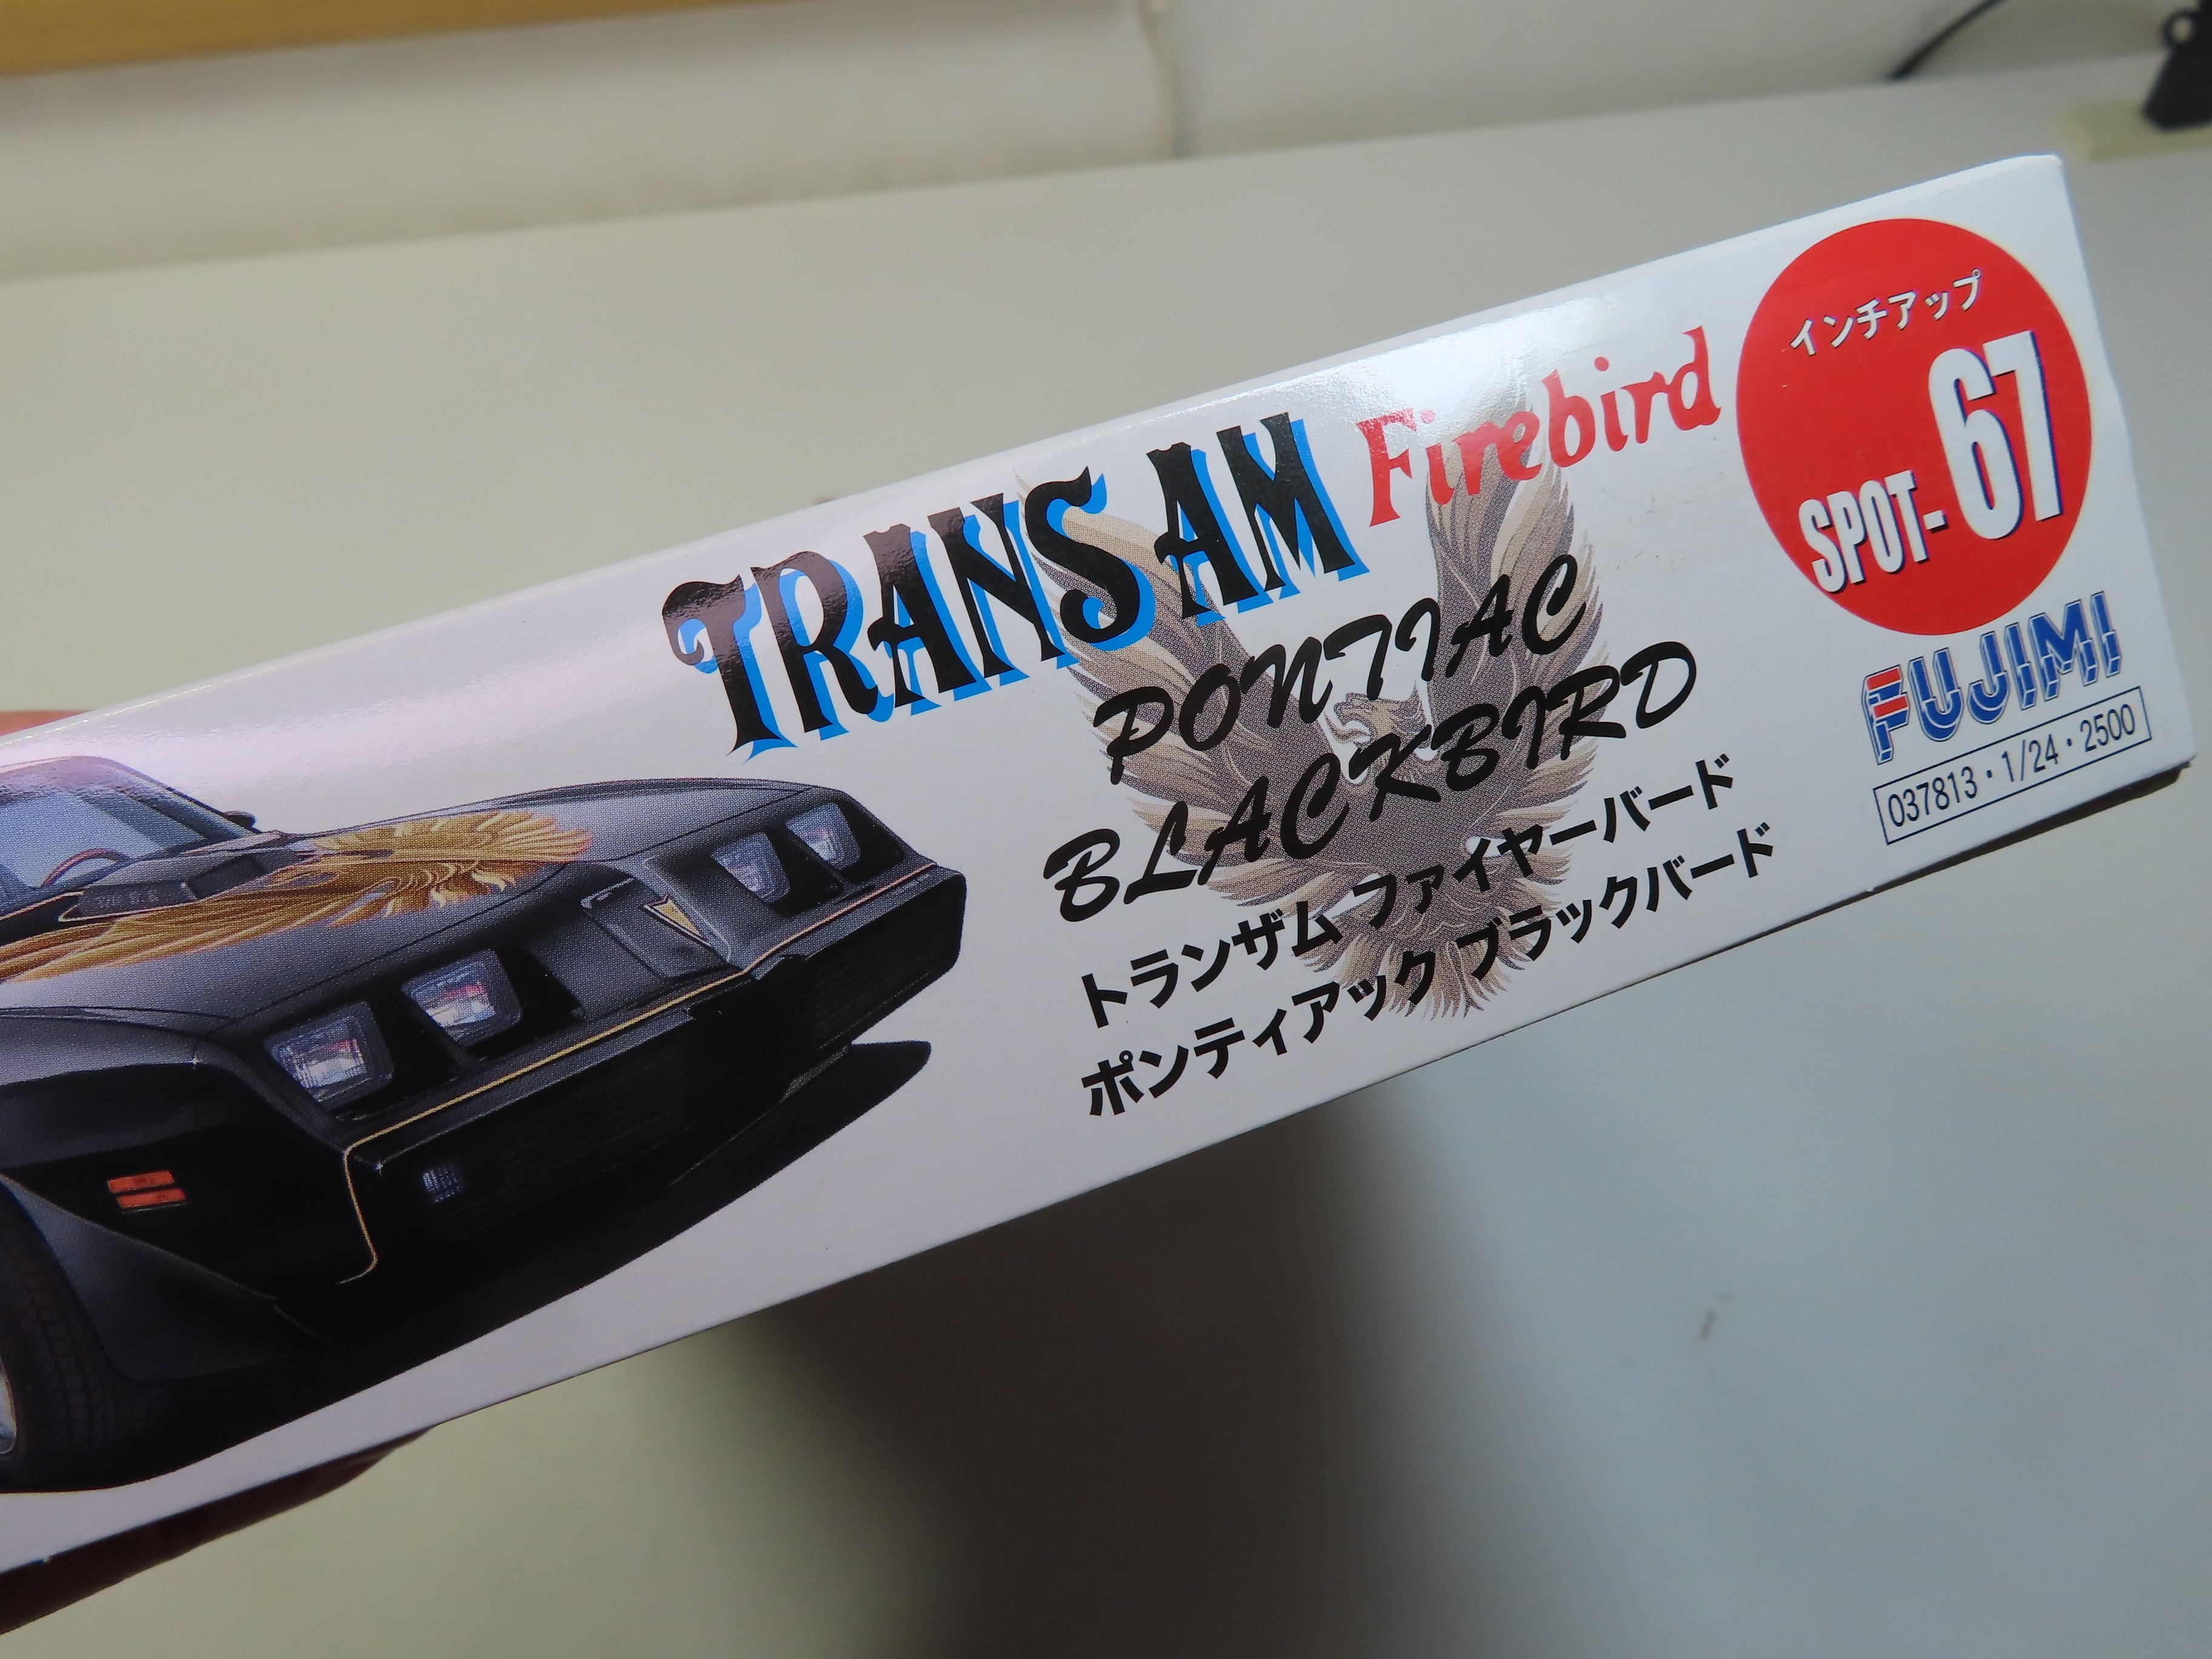 TRANS AM Firebird
PONTIAC
BLACKBIRD
トランザム ファイヤーバード
ポンティアック ブラックバード
インチアップ
SPOT-67
FUJIMI
037813・1/24・2500